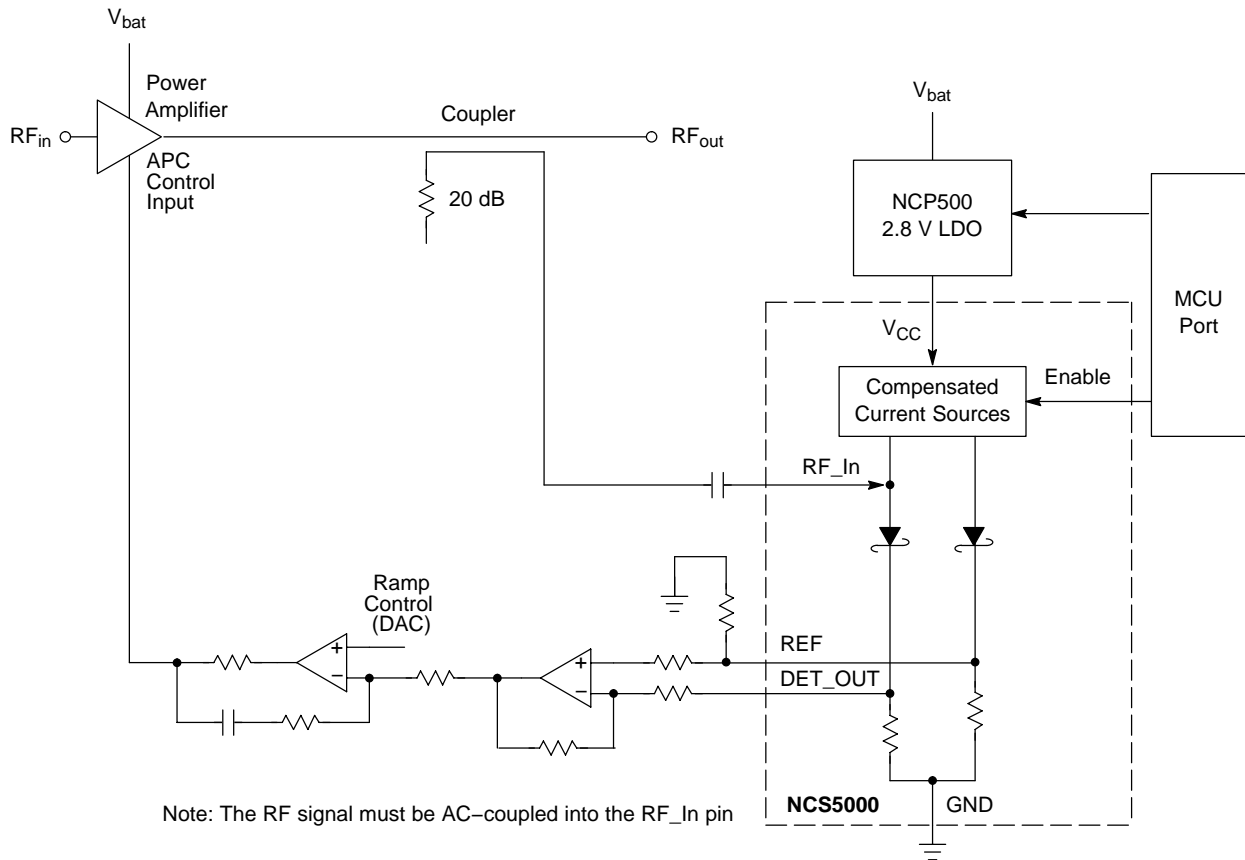 V_bat
Power
Amplifier
RF_in
Coupler
RF_out
APC
Control
Input
20 dB
V_bat
NCP500
2.8 V LDO
MCU
Port
V_CC
Compensated
Current Sources
Enable
RF_In
Ramp
Control
(DAC)
+
−
+
−
REF
DET_OUT
NCS5000
GND
Note: The RF signal must be AC−coupled into the RF_In pin